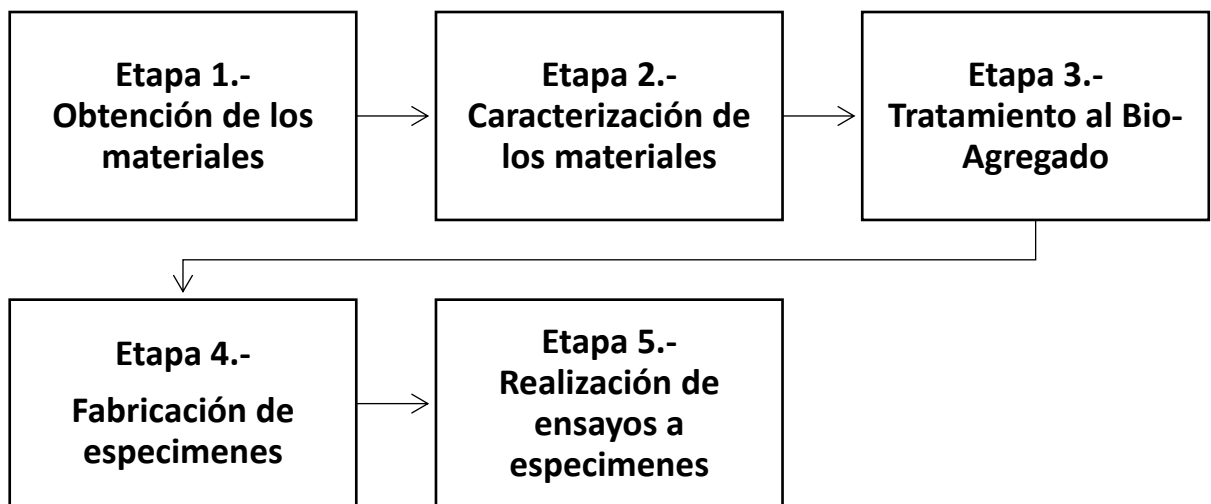 Etapa 1.-
Obtención de los
materiales
Etapa 2.-
Caracterización de
los materiales
Etapa 3.-
Tratamiento al Bio-
Agregado
Etapa 4.-
Fabricación de
especimenes
Etapa 5.-
Realización de
ensayos a
especimenes